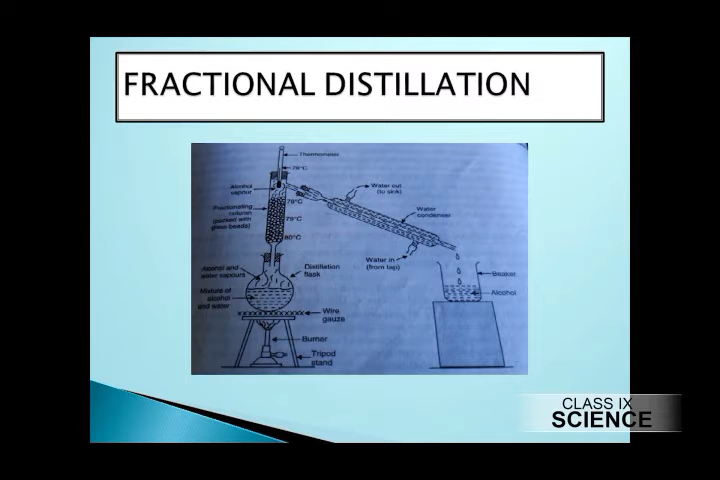 FRACTIONAL DISTILLATION
Thermometer
78°C
Alcohol
vapour
78°C
Fractionating
column
(packed with
glass beads)
79°C
80°C
Water out
(to sink)
Water
condenser
Water in
(from tap)
Alcohol and
water vapours
Distillation
flask
Mixture of
alcohol
and water
Beaker
Alcohol
Wire
gauze
Burner
Tripod
stand
CLASS IX
SCIENCE